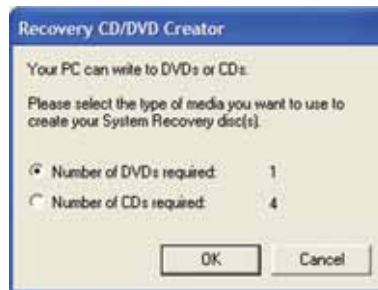 Recovery CD/DVD Creator
Your PC can write to DVDs or CDs.
Please select the type of media you want to use to
create your System Recovery disc(s).
Number of DVDs required: 1
Number of CDs required: 4
OK Cancel